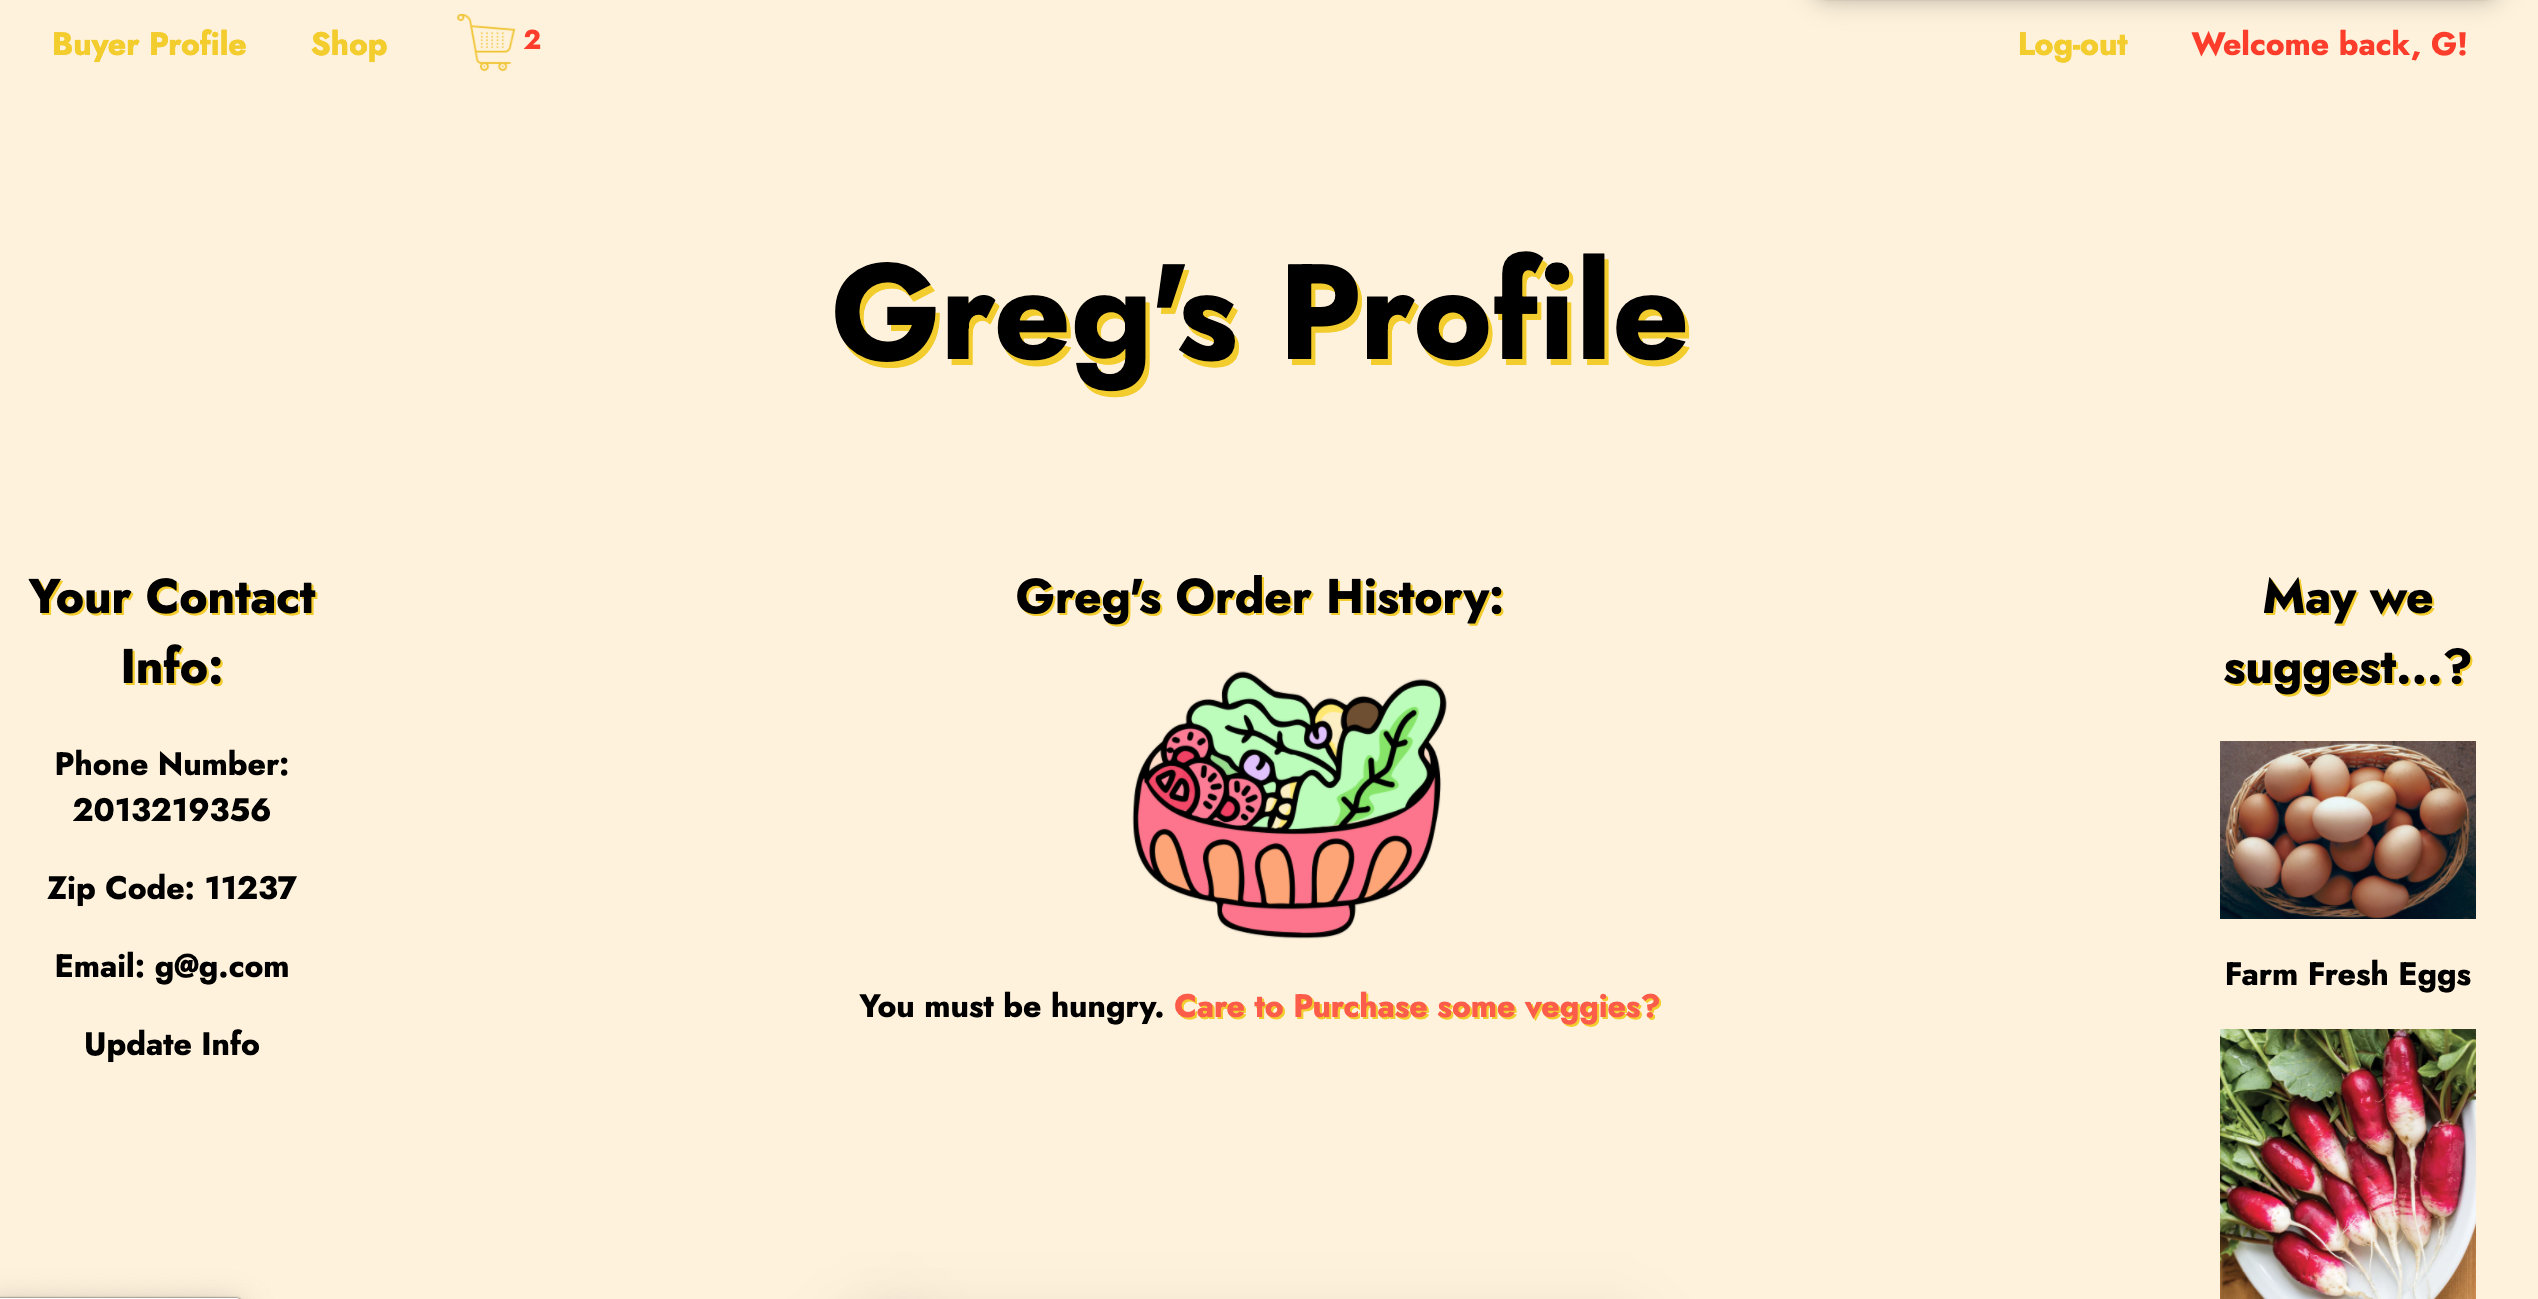 Buyer Profile Shop 2 Log-out Welcome back, G!
Greg's Profile
Your Contact
Info:
Phone Number:
2013219356
Zip Code: 11237
Email: g@g.com
Update Info
Greg's Order History:
You must be hungry. Care to Purchase some veggies?
May we
suggest...?
Farm Fresh Eggs